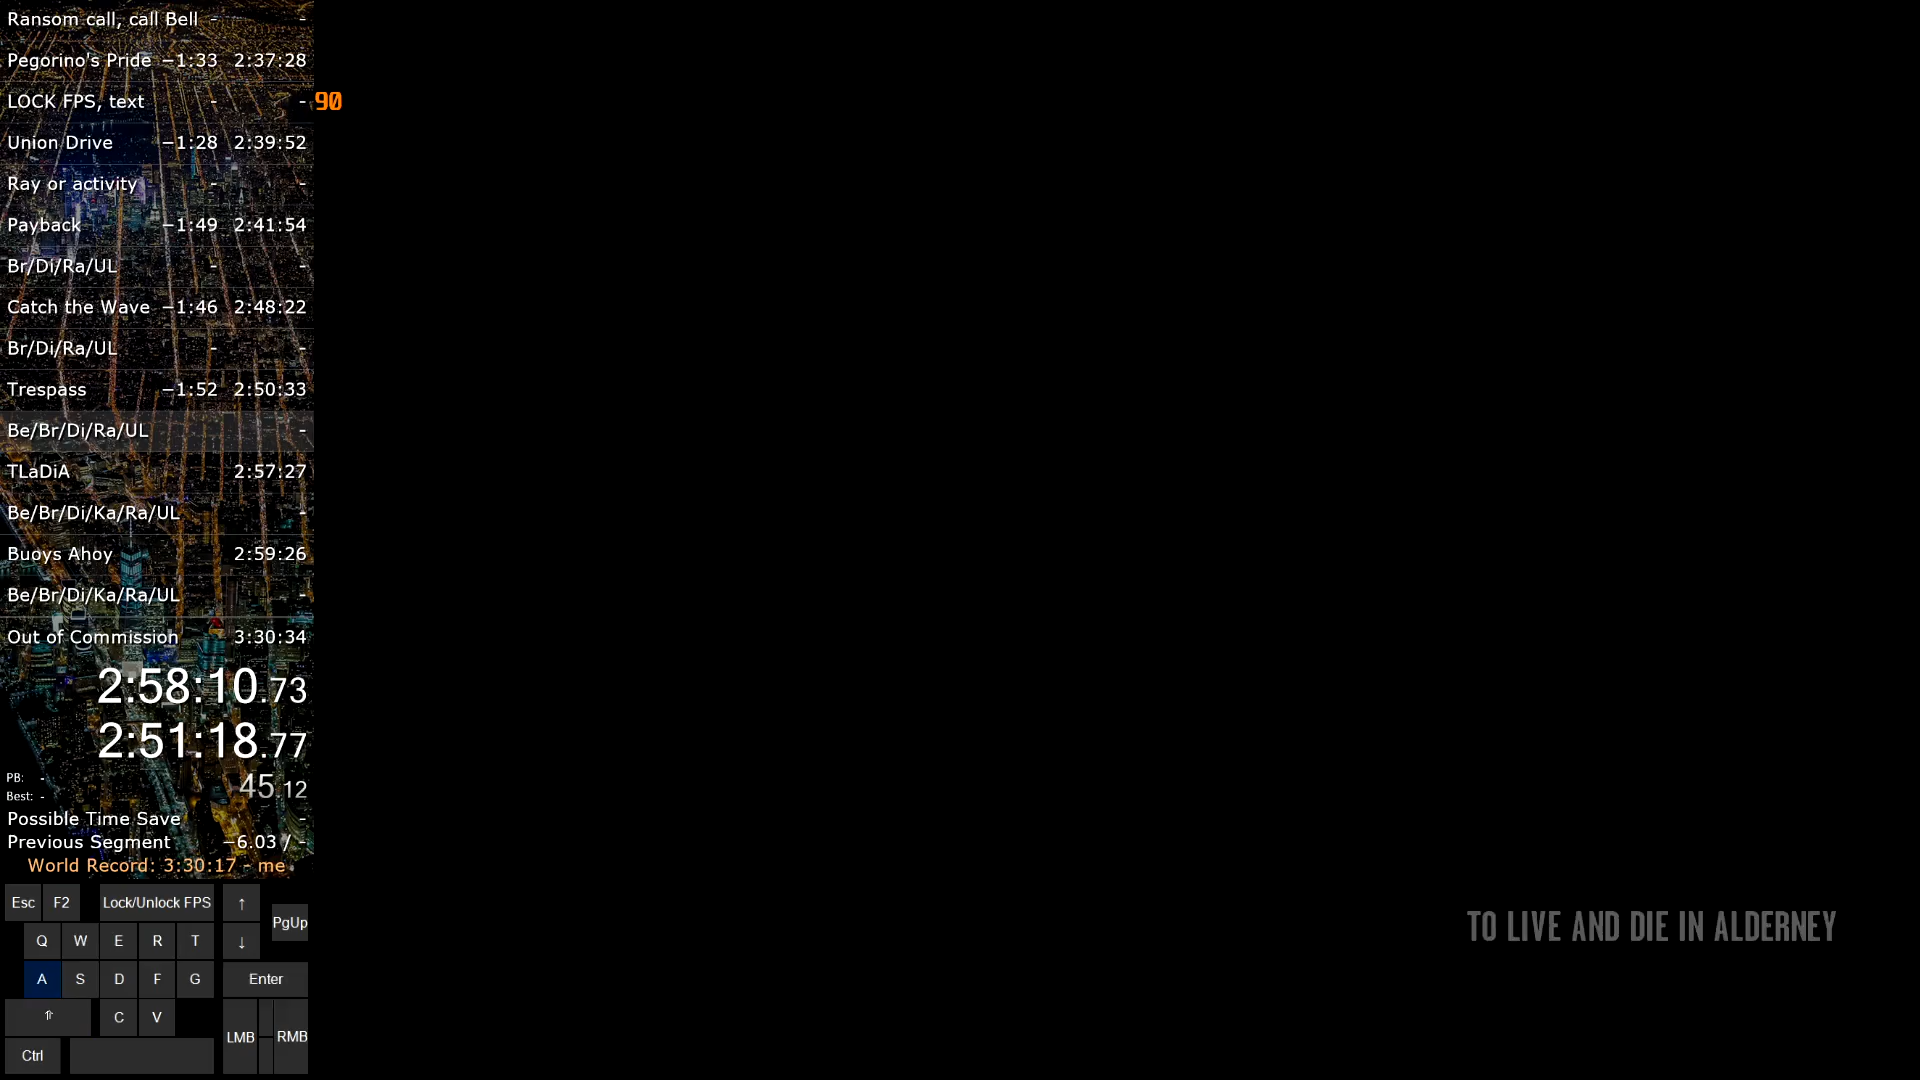 Ransom call, call Bell - -
Pegorino's Pride −1:33 2:37:28
LOCK FPS, text - -
90
Union Drive −1:28 2:39:52
Ray or activity - -
Payback −1:49 2:41:54
Br/Di/Ra/UL - -
Catch the Wave −1:46 2:48:22
Br/Di/Ra/UL - -
Trespass −1:52 2:50:33
Be/Br/Di/Ra/UL -
TLaDiA 2:57:27
Be/Br/Di/Ka/Ra/UL -
Buoys Ahoy 2:59:26
Be/Br/Di/Ka/Ra/UL -
Out of Commission 3:30:34
2:58:10.73
2:51:18.77
PB: -
45.12
Best: -
Possible Time Save -
Previous Segment −6.03 / -
World Record: 3:30:17 - me
Esc F2 Lock/Unlock FPS ↑
PgUp
Q W E R T ↓
A S D F G Enter
⇧ C V
LMB RMB
Ctrl
TO LIVE AND DIE IN ALDERNEY